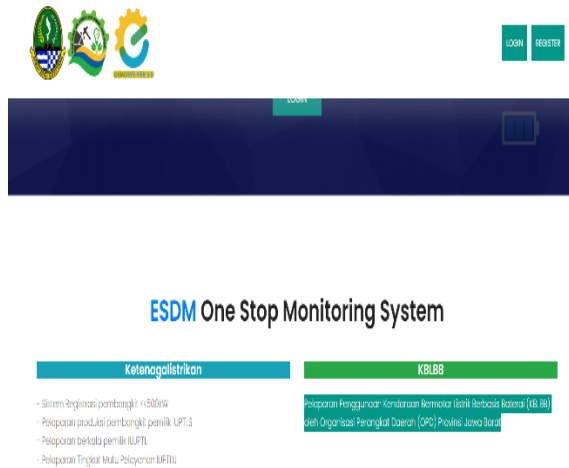 LOGIN REGISTER
LOGIN
ESDM One Stop Monitoring System
Ketenagalistrikan
- Sistem Registrasi pembangkit <<500kW
- Pelaporan produksi pembangkit pemilik IUPTLS
- Pelaporan berkala pemilik IUJPTL
- Pelaporan Tingkat Mutu Pelayanan IUPTLU
KBLBB
Pelaporan Penggunaan Kendaraan Bermotor Listrik Berbasis Baterai (KBLBB)
oleh Organisasi Perangkat Daerah (OPD) Provinsi Jawa Barat